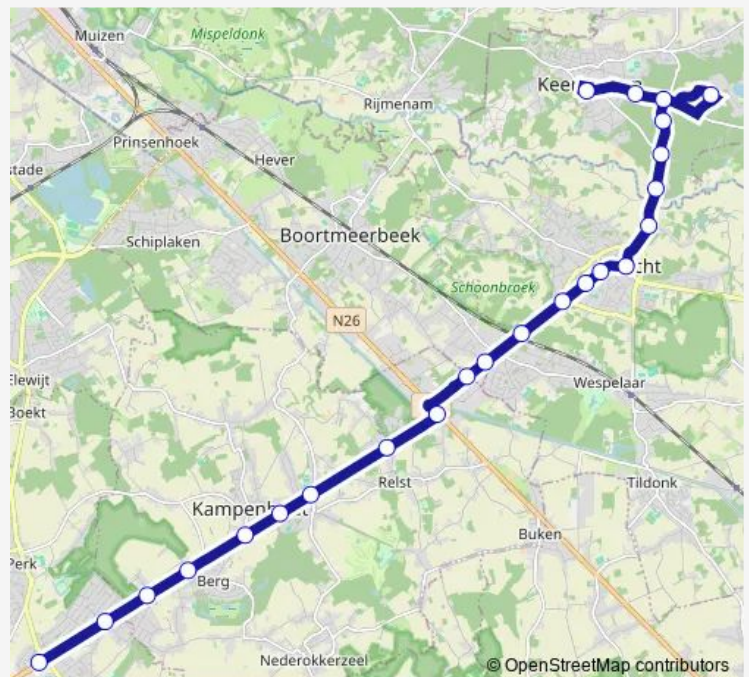 Muizen
Mispeldonk
Rijmenam
Prinsenhoek
Hever
stade
Schiplaken
Boortmeerbeek
cht
Schoonbroek
N26
Elewijt
Boekt
Wespelaar
Relst
Tildonk
Buken
Perk
Berg
Nederokkerzeel
© OpenStreetMap contributors